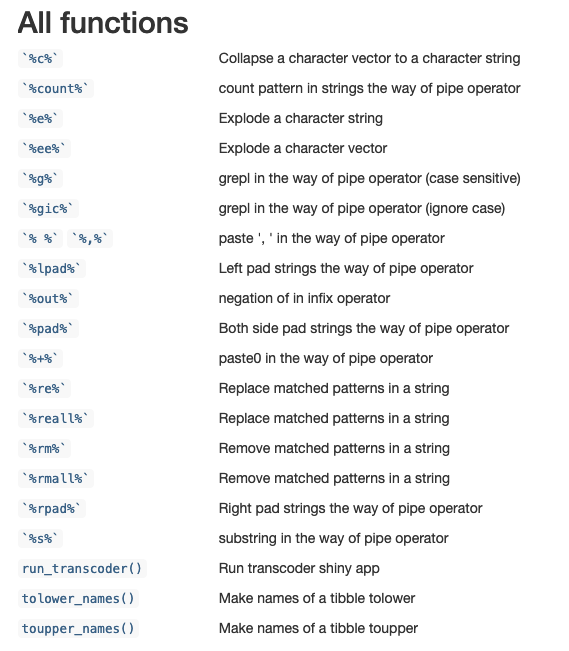 All functions
`%c%` Collapse a character vector to a character string
`%count%` count pattern in strings the way of pipe operator
`%e%` Explode a character string
`%ee%` Explode a character vector
`%g%` grepl in the way of pipe operator (case sensitive)
`%gic%` grepl in the way of pipe operator (ignore case)
`% %` `%,%` paste ', ' in the way of pipe operator
`%lpad%` Left pad strings the way of pipe operator
`%out%` negation of in infix operator
`%pad%` Both side pad strings the way of pipe operator
`%+%` paste0 in the way of pipe operator
`%re%` Replace matched patterns in a string
`%reall%` Replace matched patterns in a string
`%rm%` Remove matched patterns in a string
`%rmall%` Remove matched patterns in a string
`%rpad%` Right pad strings the way of pipe operator
`%s%` substring in the way of pipe operator
run_transcoder() Run transcoder shiny app
tolower_names() Make names of a tibble tolower
toupper_names() Make names of a tibble toupper